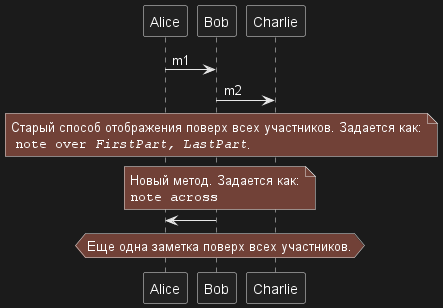 Alice Bob Charlie
m1
m2
Старый способ отображения поверх всех участников. Задается как:
note over FirstPart, LastPart.
Новый метод. Задается как:
note across
Еще одна заметка поверх всех участников.
Alice Bob Charlie